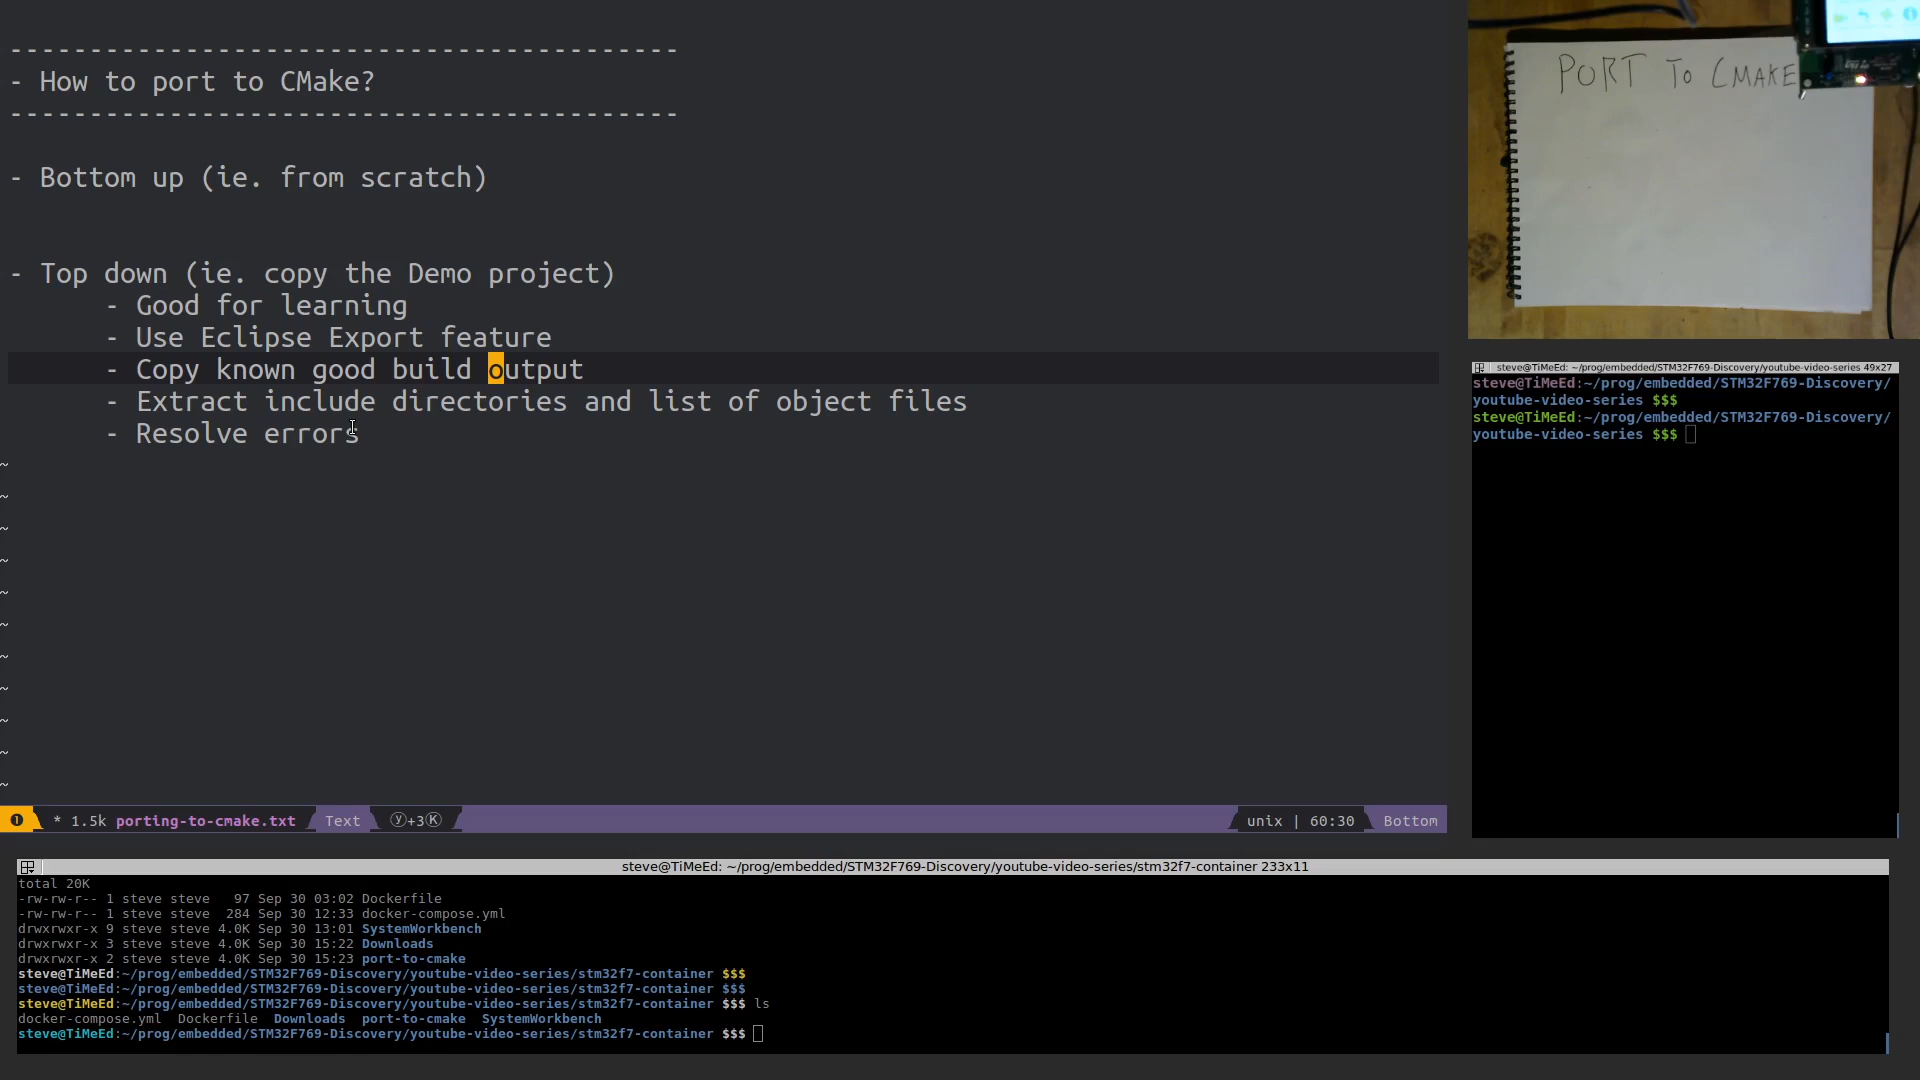 -----------------------------------------
- How to port to CMake?
-----------------------------------------
- Bottom up (ie. from scratch)
- Top down (ie. copy the Demo project)
- Good for learning
- Use Eclipse Export feature
- Copy known good build output
- Extract include directories and list of object files
- Resolve errors
~
~
~
~
~
~
~
~
~
~
~
❶ * 1.5k porting-to-cmake.txt Text ⓨ+3Ⓚ unix | 60:30 Bottom
PORT TO CMAKE
steve@TiMeEd: ~/prog/embedded/STM32F769-Discovery/youtube-video-series 49x27
steve@TiMeEd:~/prog/embedded/STM32F769-Discovery/
youtube-video-series $$$
steve@TiMeEd:~/prog/embedded/STM32F769-Discovery/
youtube-video-series $$$
steve@TiMeEd: ~/prog/embedded/STM32F769-Discovery/youtube-video-series/stm32f7-container 233x11
total 20K
-rw-rw-r-- 1 steve steve   97 Sep 30 03:02 Dockerfile
-rw-rw-r-- 1 steve steve  284 Sep 30 12:33 docker-compose.yml
drwxrwxr-x 9 steve steve 4.0K Sep 30 13:01 SystemWorkbench
drwxrwxr-x 3 steve steve 4.0K Sep 30 15:22 Downloads
drwxrwxr-x 2 steve steve 4.0K Sep 30 15:23 port-to-cmake
steve@TiMeEd:~/prog/embedded/STM32F769-Discovery/youtube-video-series/stm32f7-container $$$
steve@TiMeEd:~/prog/embedded/STM32F769-Discovery/youtube-video-series/stm32f7-container $$$
steve@TiMeEd:~/prog/embedded/STM32F769-Discovery/youtube-video-series/stm32f7-container $$$ ls
docker-compose.yml  Dockerfile  Downloads  port-to-cmake  SystemWorkbench
steve@TiMeEd:~/prog/embedded/STM32F769-Discovery/youtube-video-series/stm32f7-container $$$